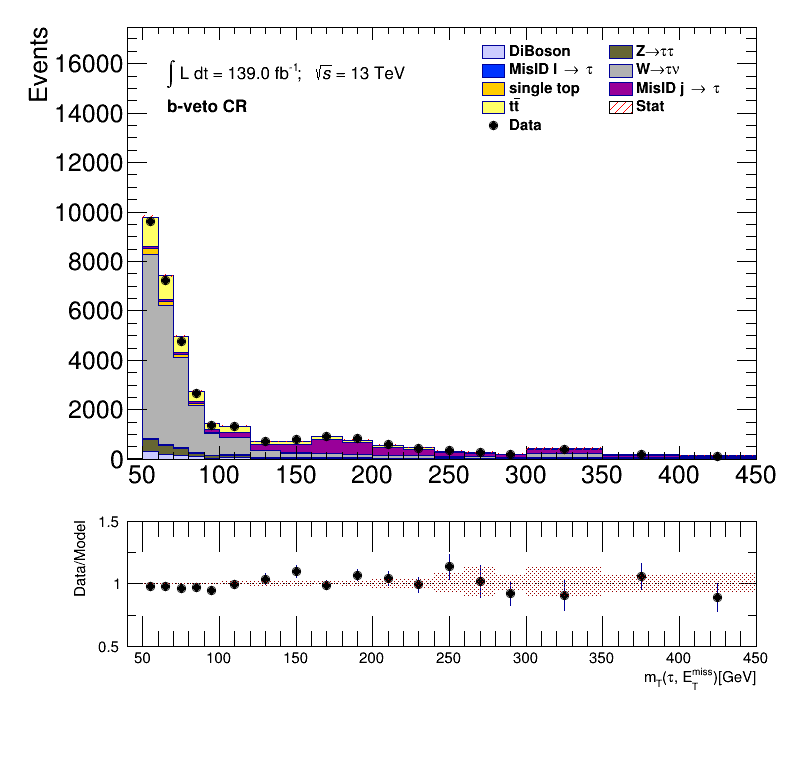 Events
16000
14000
12000
10000
8000
6000
4000
2000
0
∫ L dt = 139.0 fb⁻¹; √s = 13 TeV
b-veto CR
DiBoson
MisID l → τ
single top
tt̄
Data
Z→ττ
W→τν
MisID j → τ
Stat
50 100 150 200 250 300 350 400 450
Data/Model
1.5
1
0.5
50 100 150 200 250 300 350 400 450
m_T(τ, E_T^miss)[GeV]